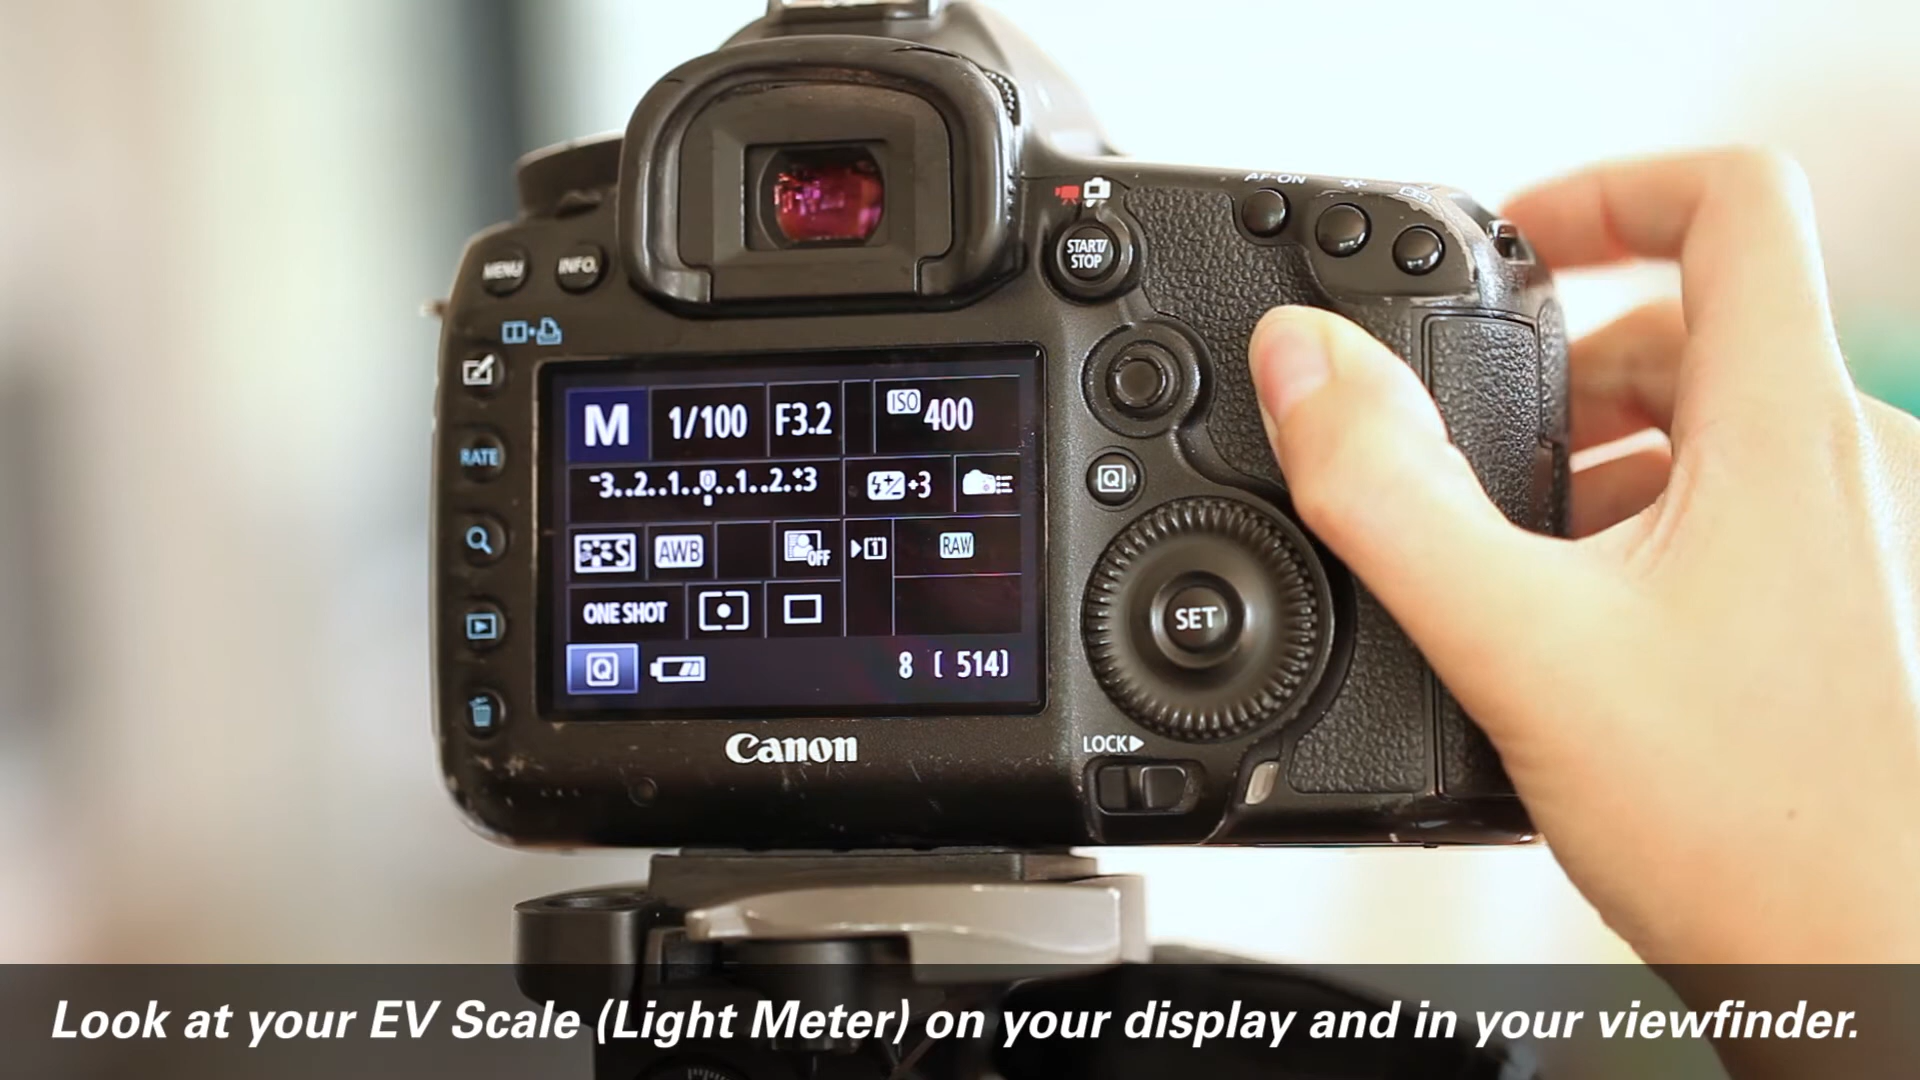 AF-ON
MENU
INFO.
START/
STOP
RATE
M 1/100 F3.2 ISO 400
-3..2..1..0..1..2..+3 +3
S AWB OFF 1 RAW
ONE SHOT
Q 8 [ 514]
Q
SET
LOCK
Canon
Look at your EV Scale (Light Meter) on your display and in your viewfinder.